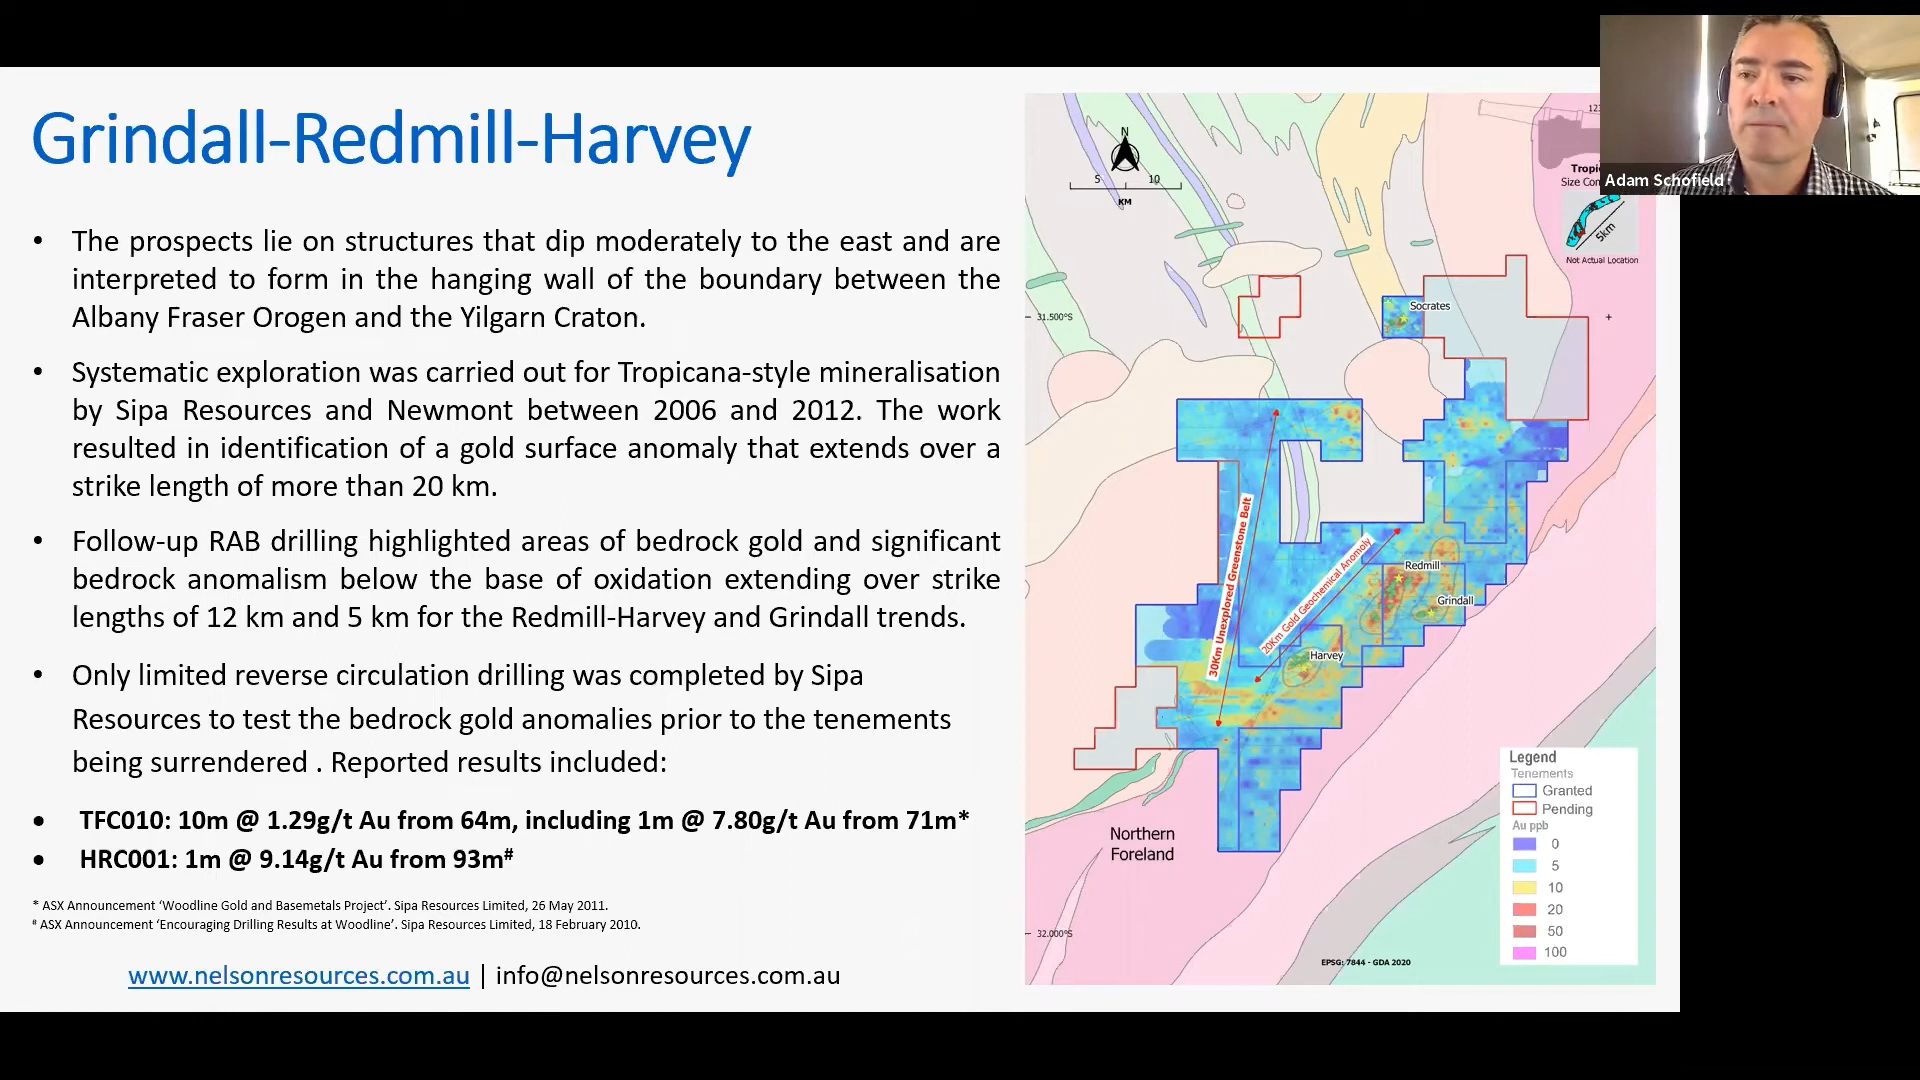 Grindall-Redmill-Harvey
• The prospects lie on structures that dip moderately to the east and are
interpreted to form in the hanging wall of the boundary between the
Albany Fraser Orogen and the Yilgarn Craton.
• Systematic exploration was carried out for Tropicana-style mineralisation
by Sipa Resources and Newmont between 2006 and 2012. The work
resulted in identification of a gold surface anomaly that extends over a
strike length of more than 20 km.
• Follow-up RAB drilling highlighted areas of bedrock gold and significant
bedrock anomalism below the base of oxidation extending over strike
lengths of 12 km and 5 km for the Redmill-Harvey and Grindall trends.
• Only limited reverse circulation drilling was completed by Sipa
Resources to test the bedrock gold anomalies prior to the tenements
being surrendered . Reported results included:
• TFC010: 10m @ 1.29g/t Au from 64m, including 1m @ 7.80g/t Au from 71m*
• HRC001: 1m @ 9.14g/t Au from 93m#
* ASX Announcement ‘Woodline Gold and Basemetals Project’. Sipa Resources Limited, 26 May 2011.
# ASX Announcement ‘Encouraging Drilling Results at Woodline’. Sipa Resources Limited, 18 February 2010.
www.nelsonresources.com.au | info@nelsonresources.com.au
N
5 10
KM
Adam Schofield
5km
Not Actual Location
31.500°S
Socrates
30Km Unexplored Greenstone Belt
20Km Gold Geochemical Anomoly
Redmill
Grindall
Harvey
Northern
Foreland
32.000°S
EPSG: 7844 - GDA 2020
Legend
Tenements
Granted
Pending
Au ppb
0
5
10
20
50
100